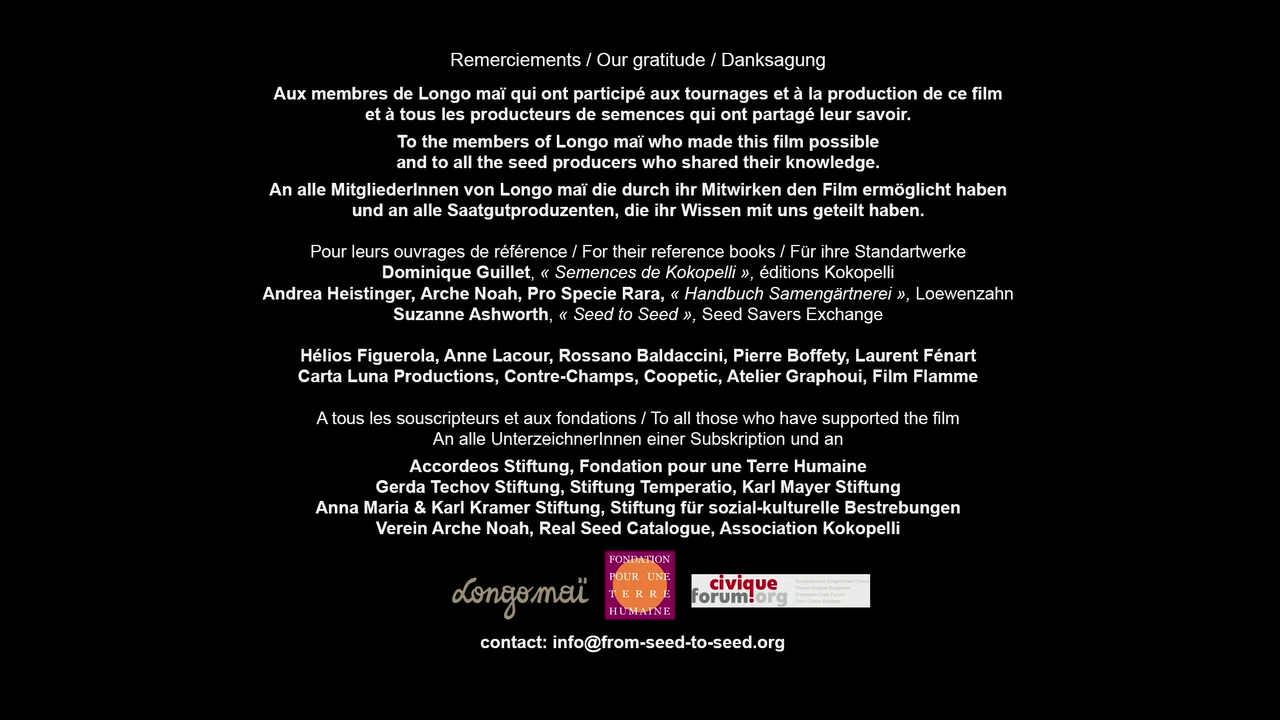 Remerciements / Our gratitude / Danksagung
Aux membres de Longo maï qui ont participé aux tournages et à la production de ce film
et à tous les producteurs de semences qui ont partagé leur savoir.
To the members of Longo maï who made this film possible
and to all the seed producers who shared their knowledge.
An alle MitgliederInnen von Longo maï die durch ihr Mitwirken den Film ermöglicht haben
und an alle Saatgutproduzenten, die ihr Wissen mit uns geteilt haben.
Pour leurs ouvrages de référence / For their reference books / Für ihre Standartwerke
Dominique Guillet, « Semences de Kokopelli », éditions Kokopelli
Andrea Heistinger, Arche Noah, Pro Specie Rara, « Handbuch Samengärtnerei », Loewenzahn
Suzanne Ashworth, « Seed to Seed », Seed Savers Exchange
Hélios Figuerola, Anne Lacour, Rossano Baldaccini, Pierre Boffety, Laurent Fénart
Carta Luna Productions, Contre-Champs, Coopetic, Atelier Graphoui, Film Flamme
A tous les souscripteurs et aux fondations / To all those who have supported the film
An alle UnterzeichnerInnen einer Subskription und an
Accordeos Stiftung, Fondation pour une Terre Humaine
Gerda Techov Stiftung, Stiftung Temperatio, Karl Mayer Stiftung
Anna Maria & Karl Kramer Stiftung, Stiftung für sozial-kulturelle Bestrebungen
Verein Arche Noah, Real Seed Catalogue, Association Kokopelli
Longo maï
FONDATION
POUR UNE
TERRE
HUMAINE
civique
forum.org
contact: info@from-seed-to-seed.org